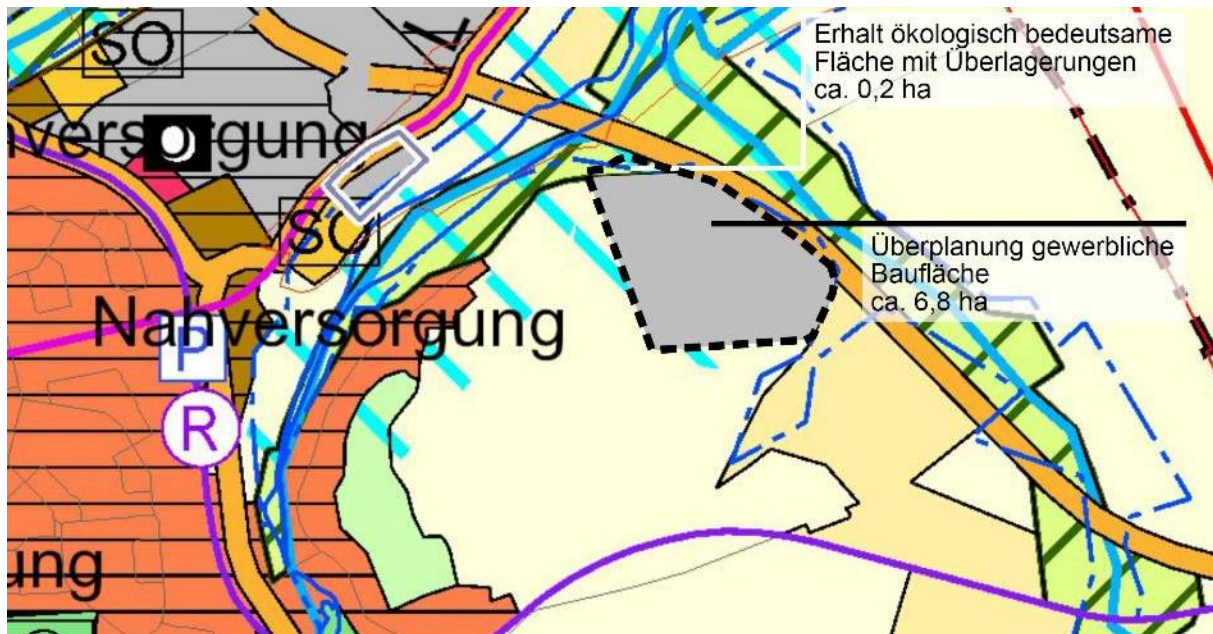 SO
Erhalt ökologisch bedeutsame
Fläche mit Überlagerungen
ca. 0,2 ha
nversorgung
SO
Überplanung gewerbliche
Baufläche
ca. 6,8 ha
Nahversorgung
P
R
ung